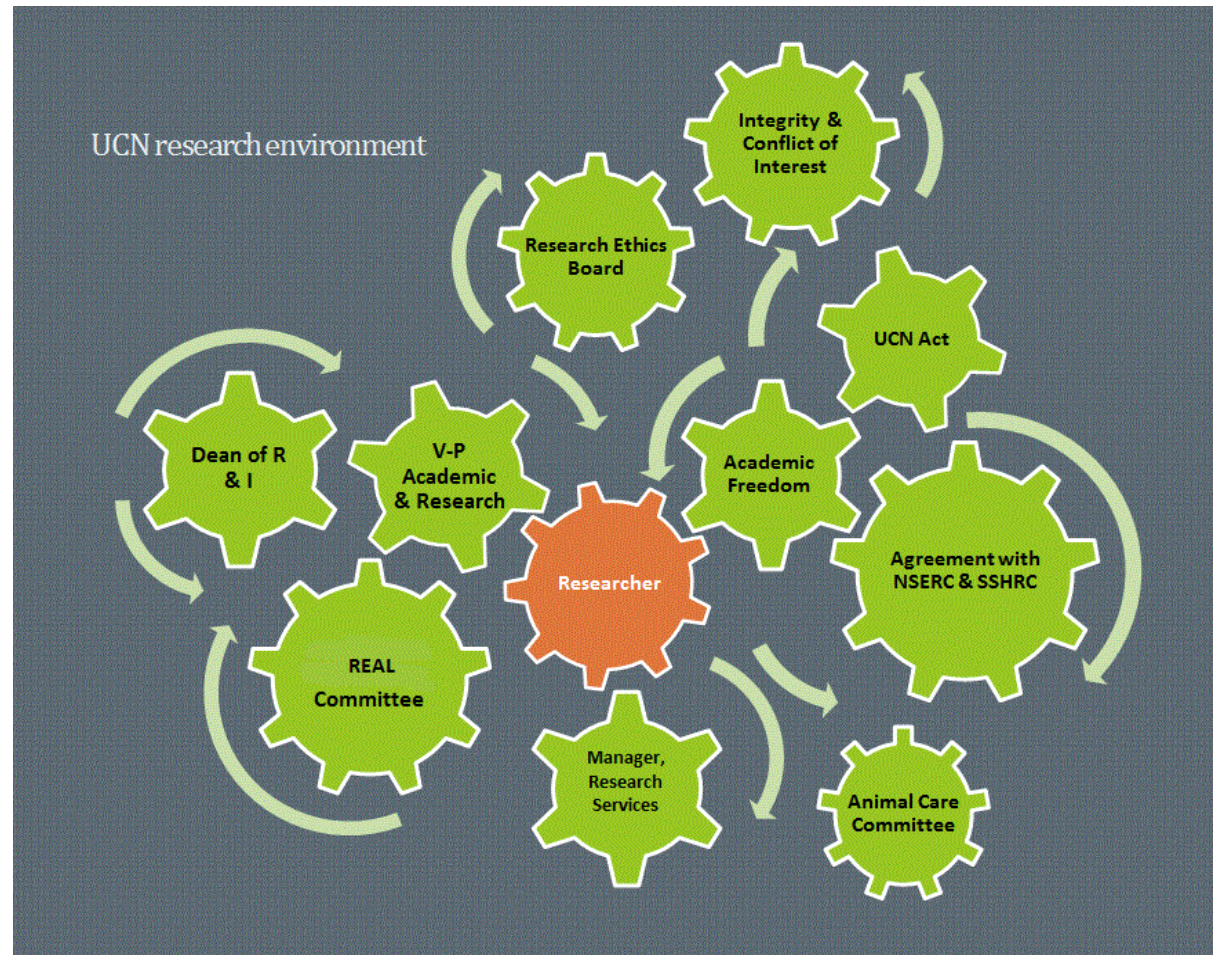 UCN research environment
Integrity &
Conflict of
Interest
Research Ethics
Board
UCN Act
Dean of R
& I
V-P
Academic
& Research
Academic
Freedom
Researcher
Agreement with
NSERC & SSHRC
REAL
Committee
Manager,
Research
Services
Animal Care
Committee